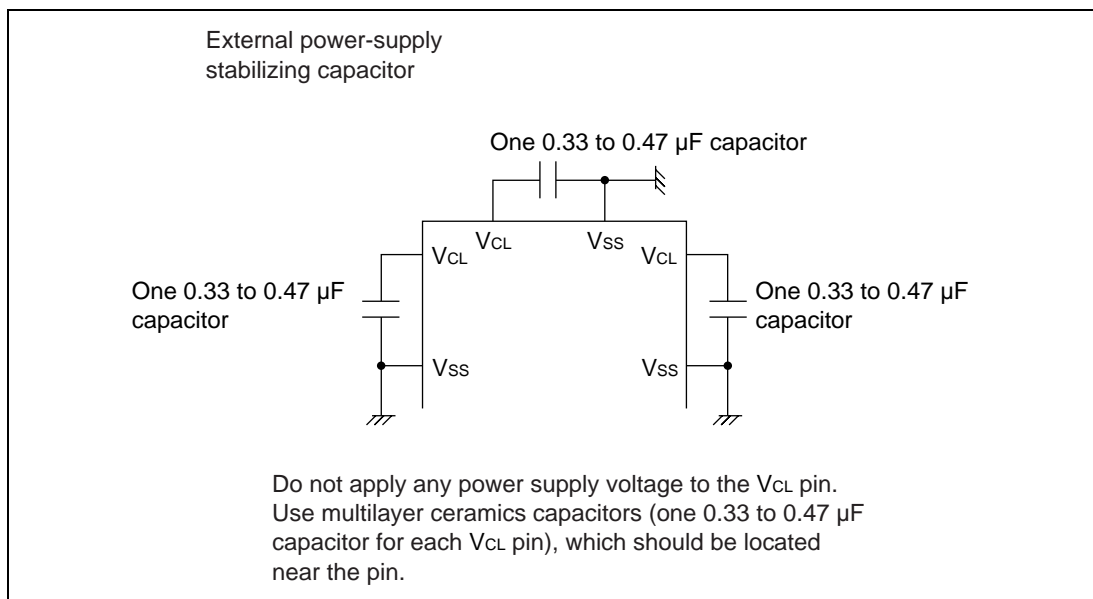 External power-supply
stabilizing capacitor
One 0.33 to 0.47 µF capacitor
VCL
VSS
VCL
VCL
One 0.33 to 0.47 µF
capacitor
One 0.33 to 0.47 µF
capacitor
VSS
VSS
Do not apply any power supply voltage to the VCL pin.
Use multilayer ceramics capacitors (one 0.33 to 0.47 µF
capacitor for each VCL pin), which should be located
near the pin.